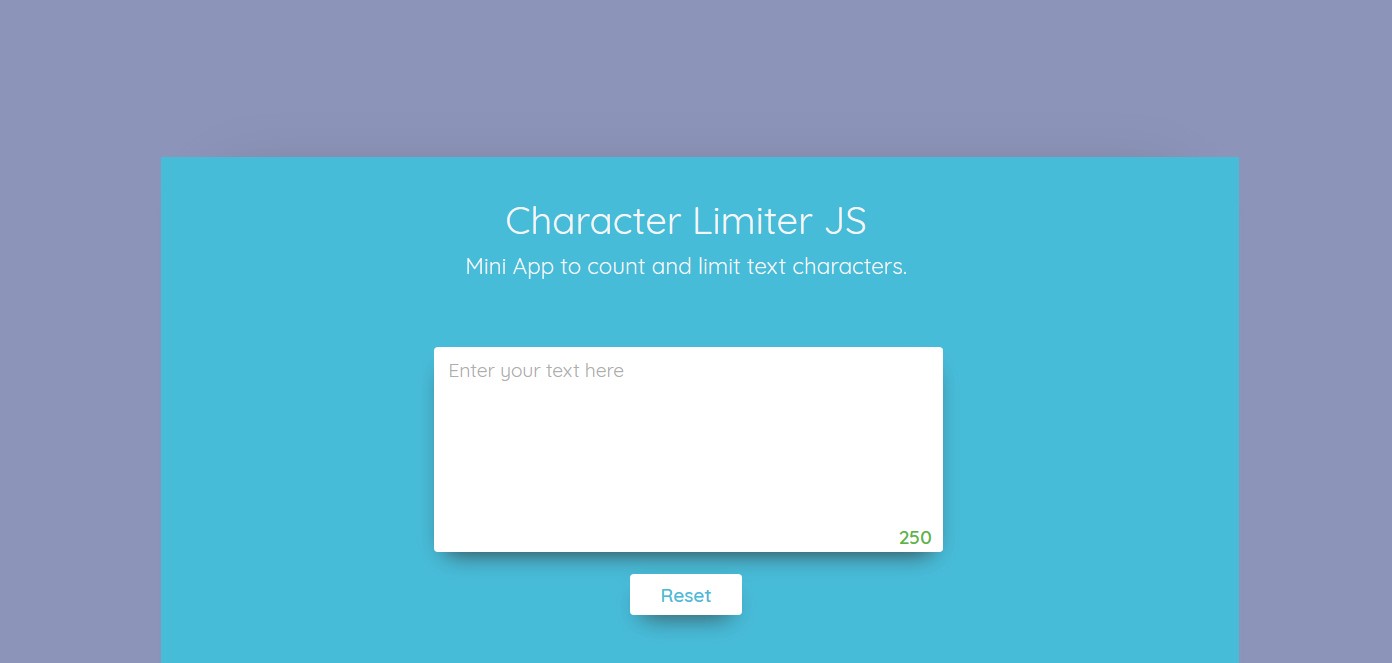 Character Limiter JS
Mini App to count and limit text characters.
Enter your text here
250
Reset